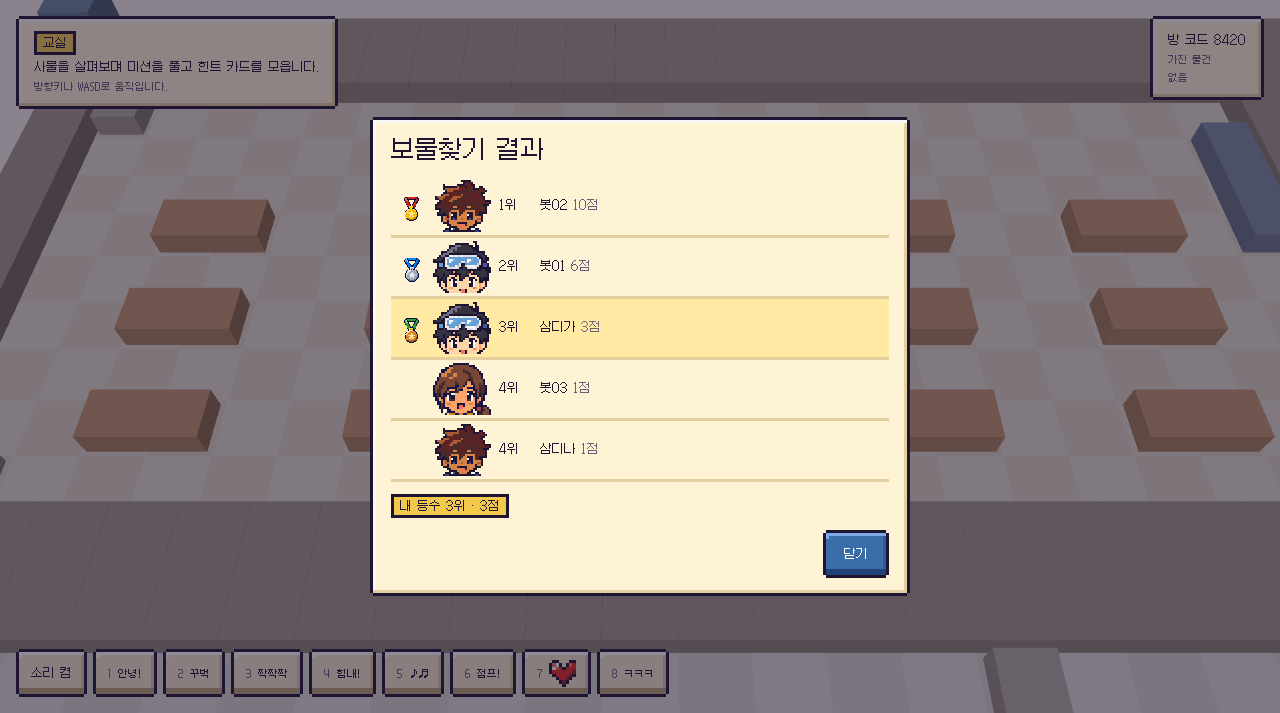 교실
사물을 살펴보며 미션을 풀고 힌트 카드를 모읍니다.
방향키나 WASD로 움직입니다.
방 코드 8420
가진 물건
없음
보물찾기 결과
1위 봇02 10점
2위 봇01 6점
3위 삼디가 3점
4위 봇03 1점
4위 삼디나 1점
내 등수 3위 · 3점
닫기
소리 켬
1 안녕!
2 꾸벅
3 짝짝짝
4 힘내!
5 ♪♬
6 점프!
7
8 ㅋㅋㅋ